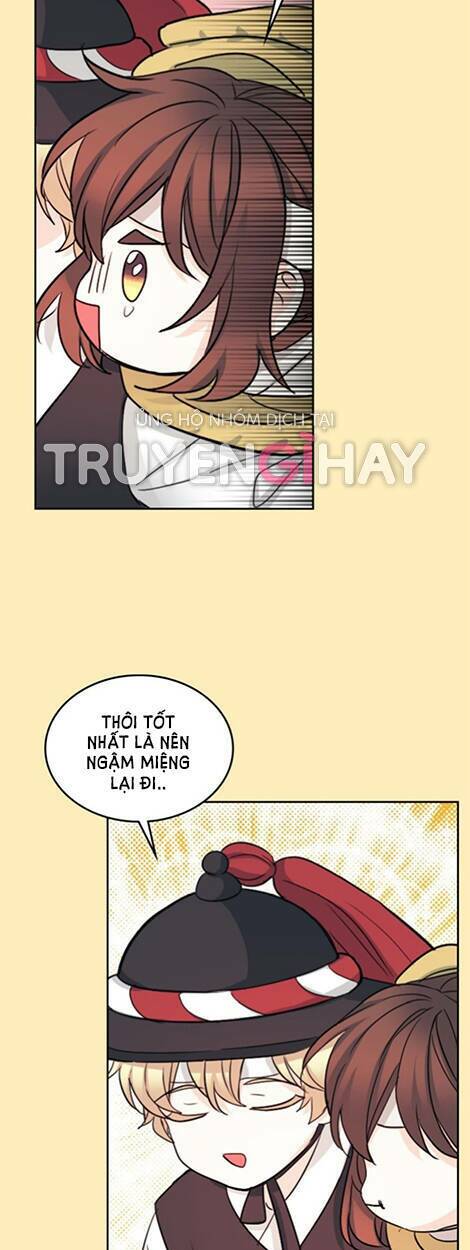 ỦNG HỘ NHÓM DỊCH TẠI
TRUYENGIHAY
THÔI TỐT
NHẤT LÀ NÊN
NGẬM MIỆNG
LẠI ĐI..